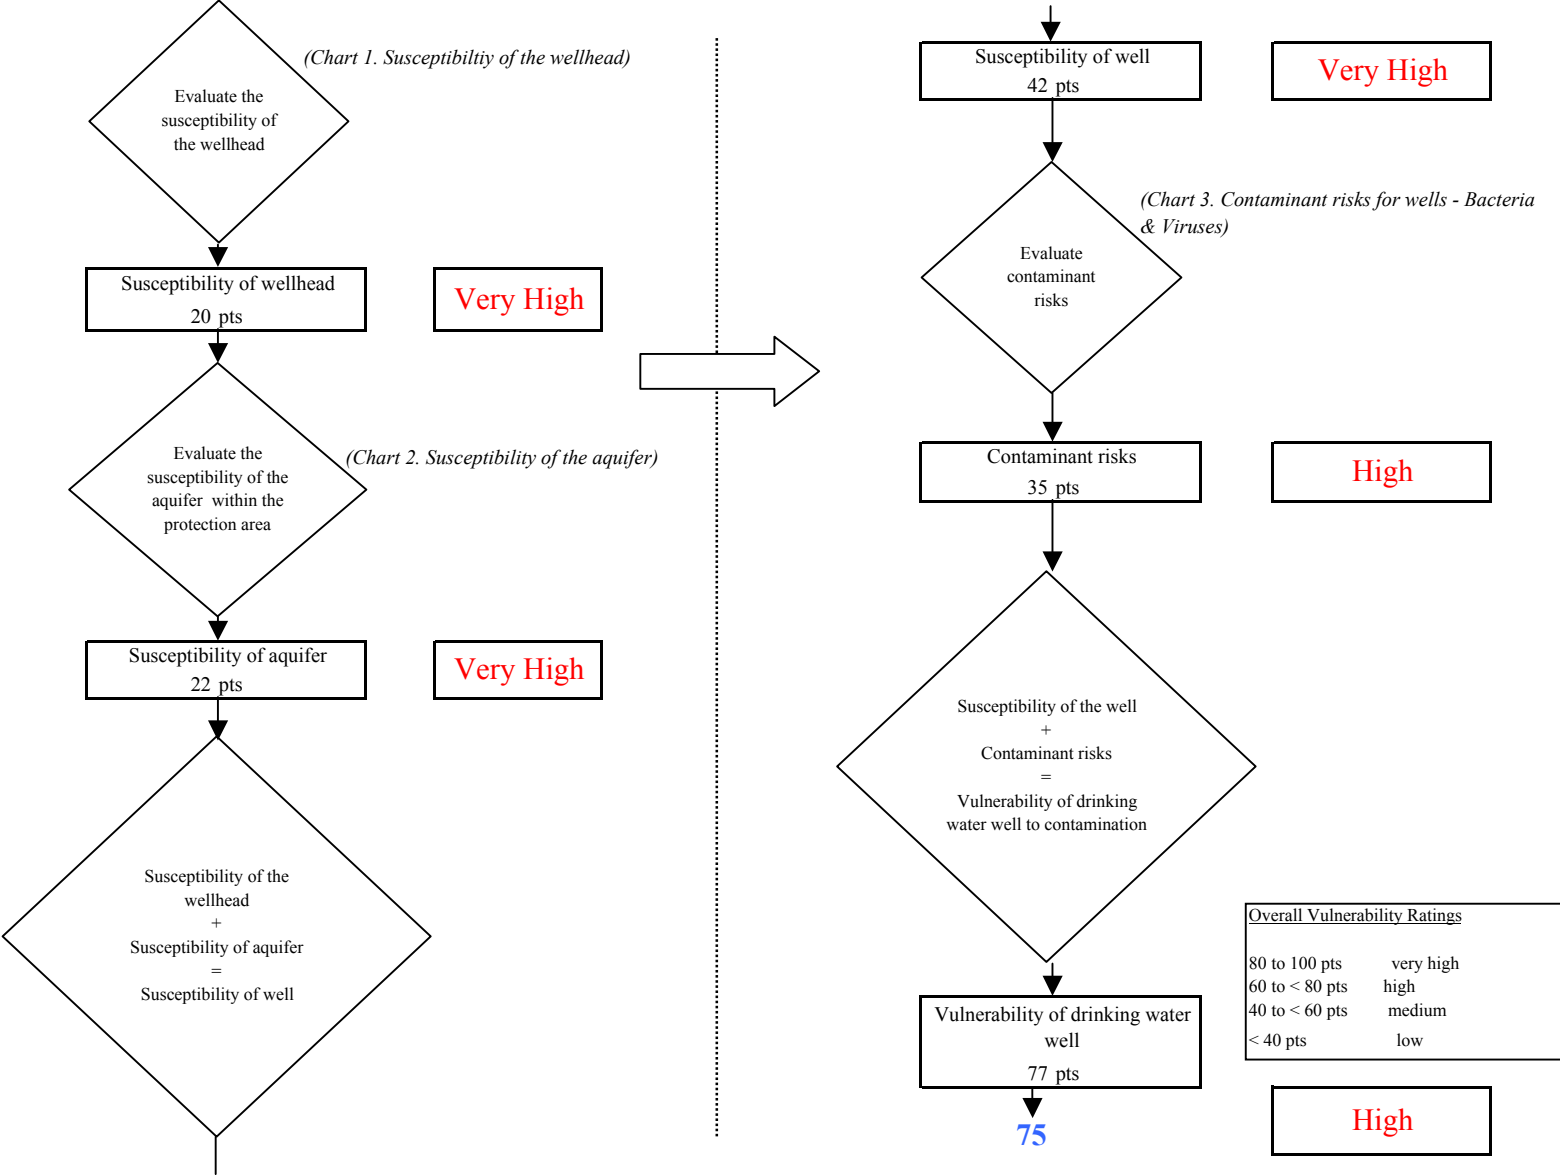 (Chart 1. Susceptibiltiy of the wellhead)
Evaluate the
susceptibility of
the wellhead
Susceptibility of wellhead
20 pts
Very High
Evaluate the
susceptibility of the
aquifer within the
protection area
(Chart 2. Susceptibility of the aquifer)
Susceptibility of aquifer
22 pts
Very High
Susceptibility of the
wellhead
+
Susceptibility of aquifer
=
Susceptibility of well
Susceptibility of well
42 pts
Very High
(Chart 3. Contaminant risks for wells - Bacteria
& Viruses)
Evaluate
contaminant
risks
Contaminant risks
35 pts
High
Susceptibility of the well
+
Contaminant risks
=
Vulnerability of drinking
water well to contamination
Overall Vulnerability Ratings
80 to 100 pts very high
60 to < 80 pts high
40 to < 60 pts medium
< 40 pts low
Vulnerability of drinking water
well
77 pts
75
High